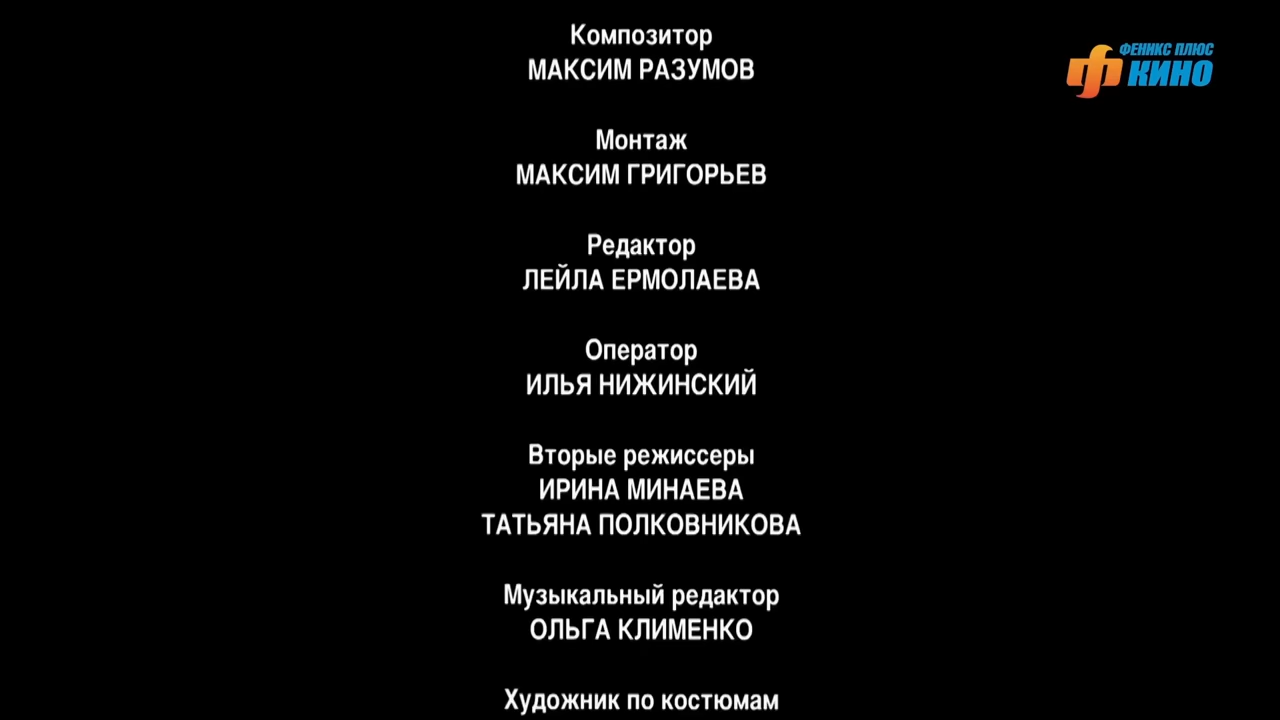 Композитор
МАКСИМ РАЗУМОВ
ФЕНИКС ПЛЮС
КИНО
Монтаж
МАКСИМ ГРИГОРЬЕВ
Редактор
ЛЕЙЛА ЕРМОЛАЕВА
Оператор
ИЛЬЯ НИЖИНСКИЙ
Вторые режиссеры
ИРИНА МИНАЕВА
ТАТЬЯНА ПОЛКОВНИКОВА
Музыкальный редактор
ОЛЬГА КЛИМЕНКО
Художник по костюмам